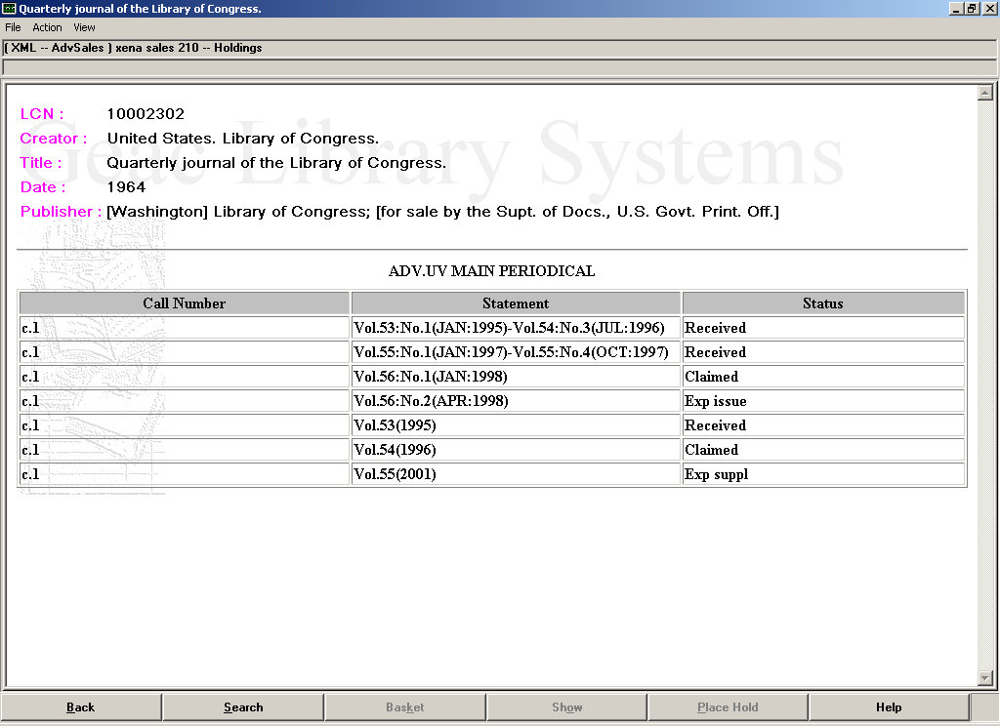 Quarterly journal of the Library of Congress.
File Action View
( XML -- AdvSales ) xena sales 210 -- Holdings
Geac Library Systems
LCN : 10002302
Creator : United States. Library of Congress.
Title : Quarterly journal of the Library of Congress.
Date : 1964
Publisher : [Washington] Library of Congress; [for sale by the Supt. of Docs., U.S. Govt. Print. Off.]
ADV.UV MAIN PERIODICAL
Call Number Statement Status
c.1 Vol.53:No.1(JAN:1995)-Vol.54:No.3(JUL:1996) Received
c.1 Vol.55:No.1(JAN:1997)-Vol.55:No.4(OCT:1997) Received
c.1 Vol.56:No.1(JAN:1998) Claimed
c.1 Vol.56:No.2(APR:1998) Exp issue
c.1 Vol.53(1995) Received
c.1 Vol.54(1996) Claimed
c.1 Vol.55(2001) Exp suppl
Back Search Basket Show Place Hold Help